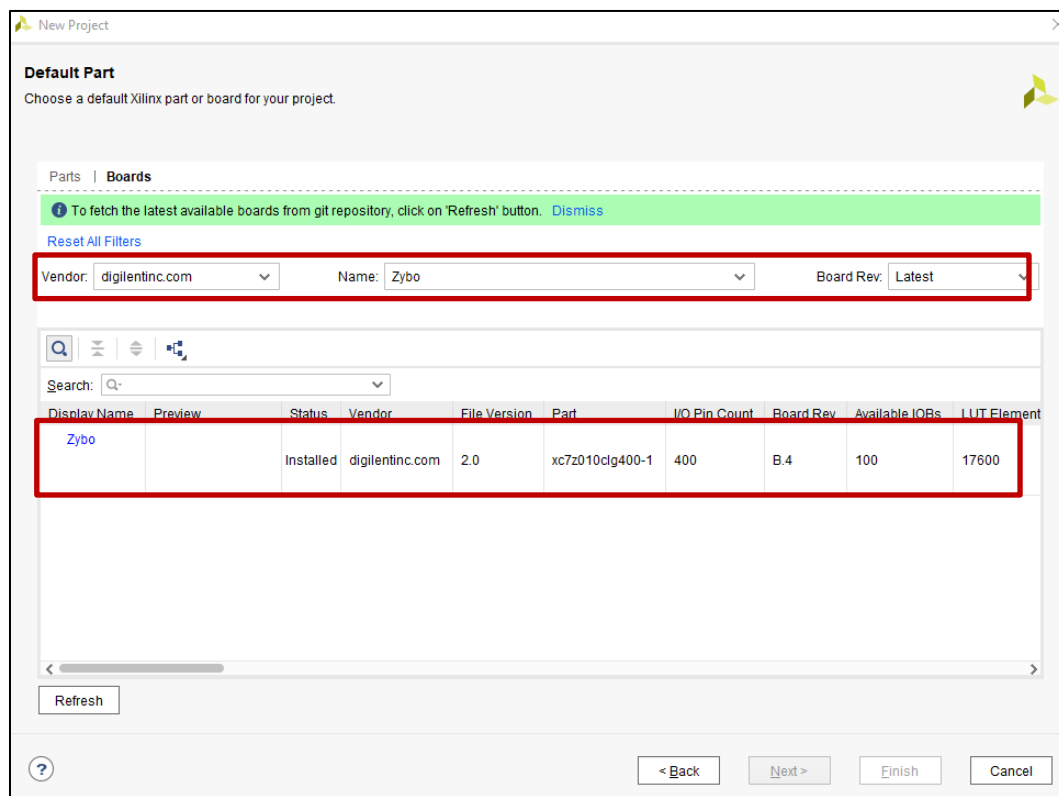 New Project
Default Part
Choose a default Xilinx part or board for your project.
Parts | Boards
To fetch the latest available boards from git repository, click on 'Refresh' button. Dismiss
Reset All Filters
Vendor: digilentinc.com Name: Zybo Board Rev: Latest
Search: Q-
Display Name Preview Status Vendor File Version Part I/O Pin Count Board Rev Available IOBs LUT Element
Zybo
Installed digilentinc.com 2.0 xc7z010clg400-1 400 B.4 100 17600
Refresh
? < Back Next > Finish Cancel